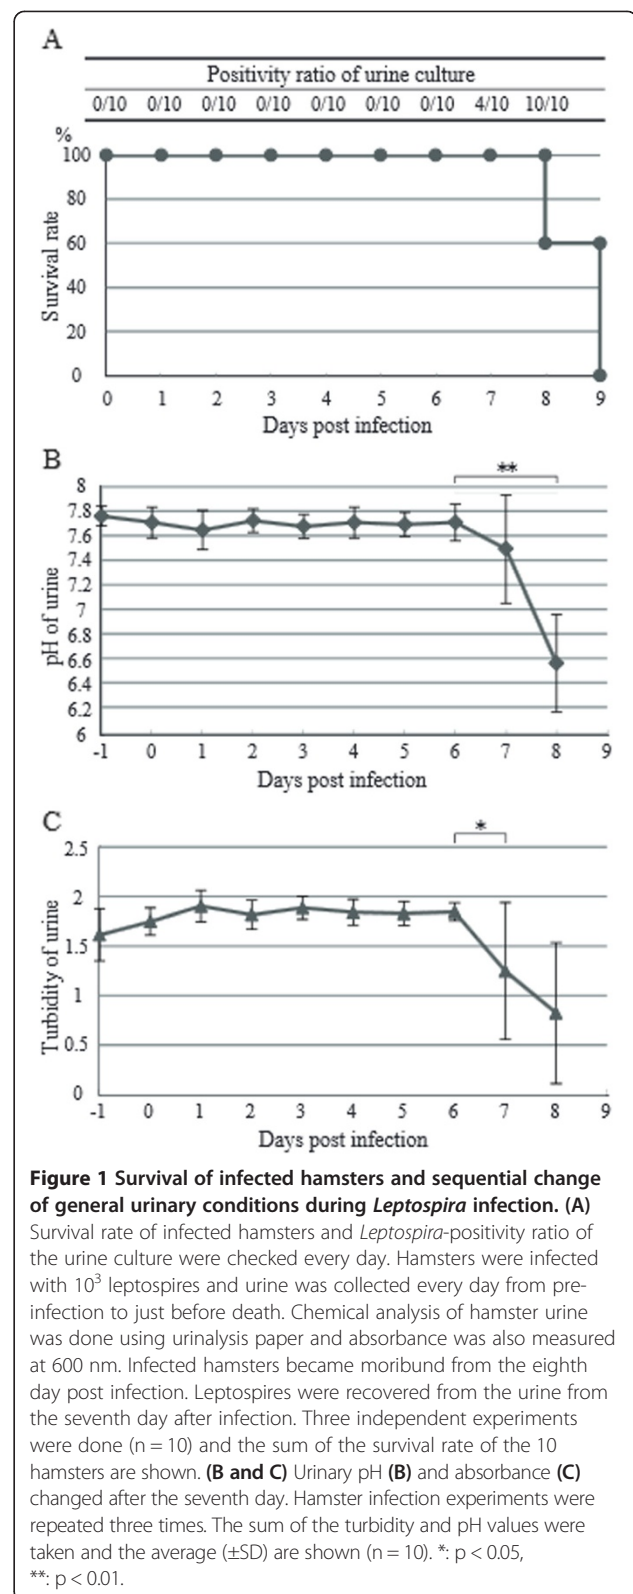 A
Positivity ratio of urine culture
0/10 0/10 0/10 0/10 0/10 0/10 0/10 4/10 10/10
%
100
80
60
40
20
0
Survival rate
0 1 2 3 4 5 6 7 8 9
Days post infection
B
**
8
7.8
7.6
7.4
7.2
7
6.8
6.6
6.4
6.2
6
pH of urine
-1 0 1 2 3 4 5 6 7 8 9
Days post infection
C
*
2.5
2
1.5
1
0.5
0
Turbidity of urine
-1 0 1 2 3 4 5 6 7 8 9
Days post infection
Figure 1 Survival of infected hamsters and sequential change
of general urinary conditions during Leptospira infection. (A)
Survival rate of infected hamsters and Leptospira-positivity ratio of
the urine culture were checked every day. Hamsters were infected
with 10³ leptospires and urine was collected every day from pre-
infection to just before death. Chemical analysis of hamster urine
was done using urinalysis paper and absorbance was also measured
at 600 nm. Infected hamsters became moribund from the eighth
day post infection. Leptospires were recovered from the urine from
the seventh day after infection. Three independent experiments
were done (n = 10) and the sum of the survival rate of the 10
hamsters are shown. (B and C) Urinary pH (B) and absorbance (C)
changed after the seventh day. Hamster infection experiments were
repeated three times. The sum of the turbidity and pH values were
taken and the average (±SD) are shown (n = 10). *: p < 0.05,
**: p < 0.01.